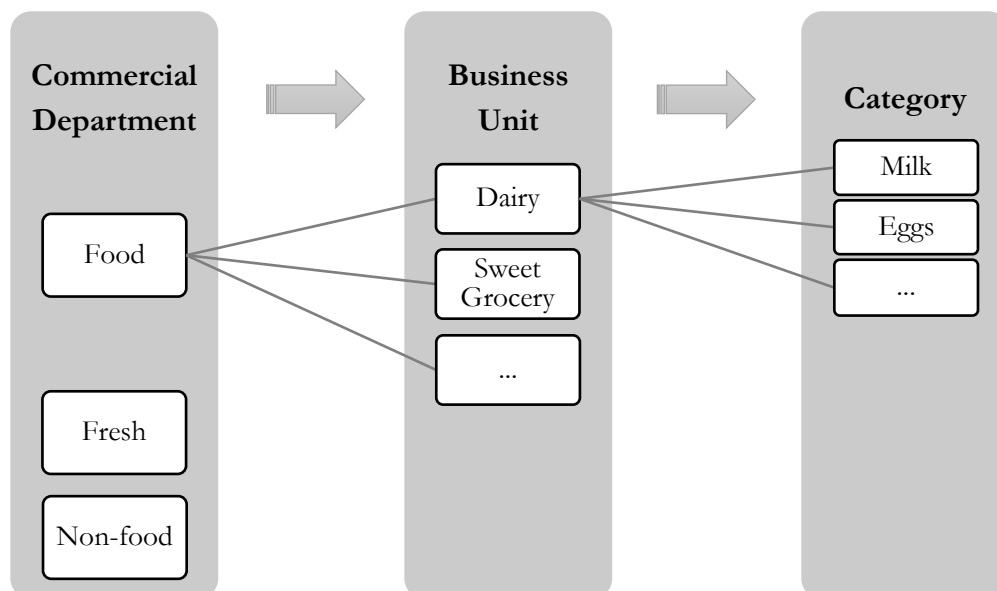 Commercial
Department
Food
Fresh
Non-food
Business
Unit
Dairy
Sweet
Grocery
...
Category
Milk
Eggs
...